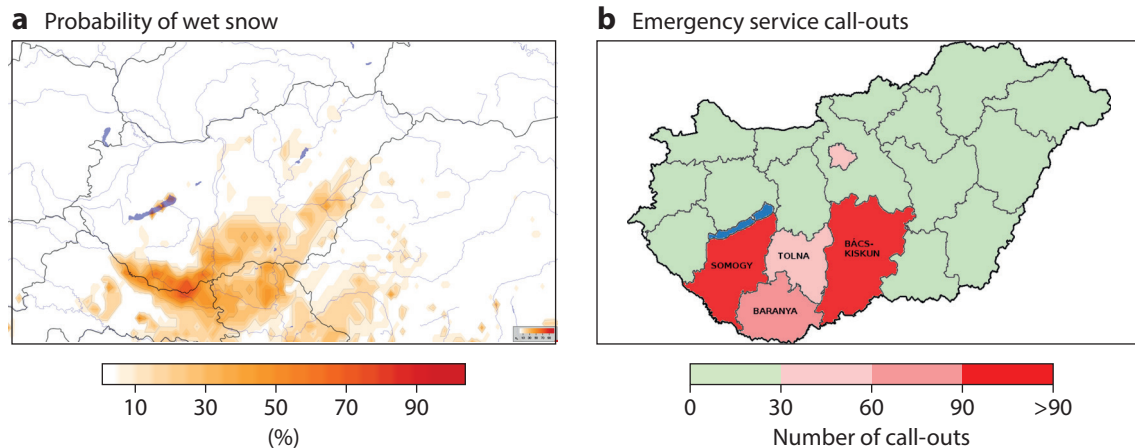 a Probability of wet snow
10 30 50 70 90
(%)
b Emergency service call-outs
SOMOGY
TOLNA
BÁCS-
KISKUN
BARANYA
0 30 60 90 >90
Number of call-outs